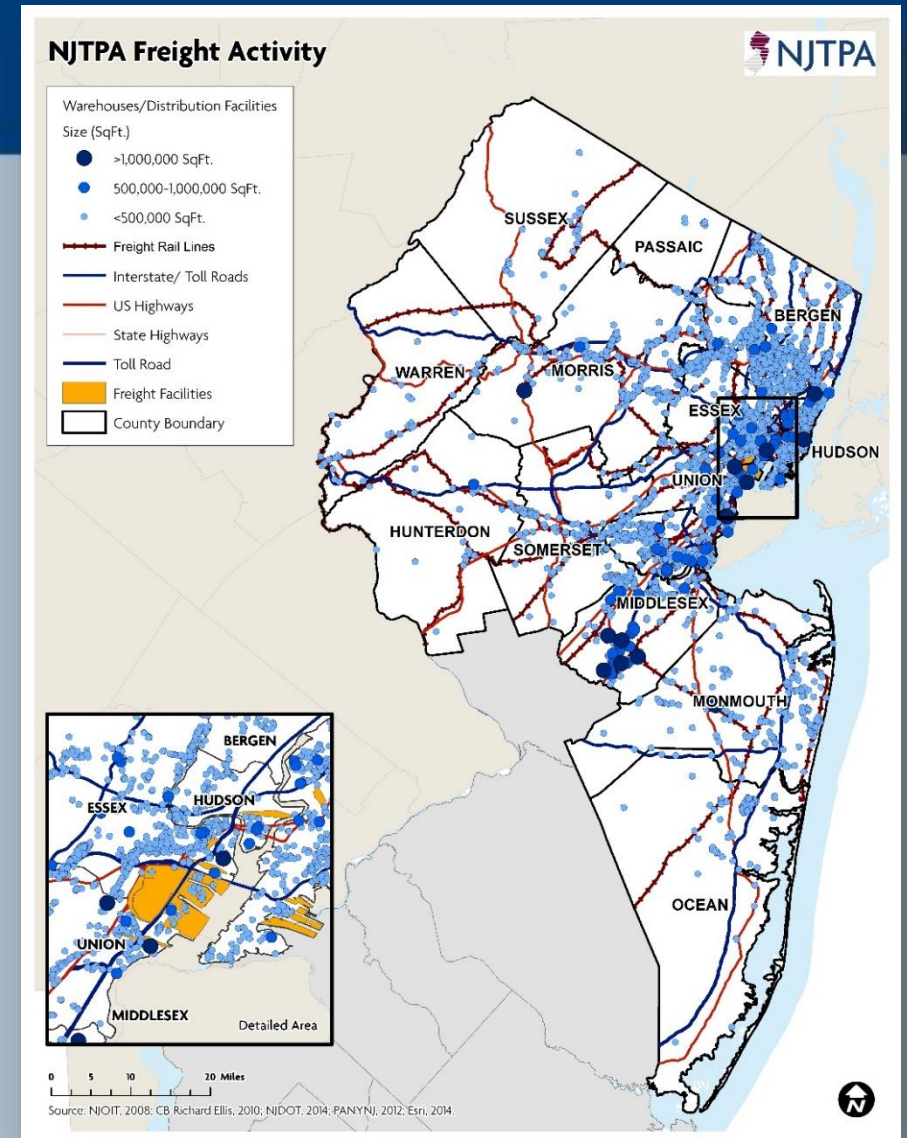 NJTPA Freight Activity
NJTPA
Warehouses/Distribution Facilities
Size (SqFt.)
>1,000,000 SqFt.
500,000-1,000,000 SqFt.
<500,000 SqFt.
Freight Rail Lines
Interstate/ Toll Roads
US Highways
State Highways
Toll Road
Freight Facilities
County Boundary
SUSSEX
PASSAIC
BERGEN
WARREN
MORRIS
ESSEX
HUDSON
UNION
HUNTERDON
SOMERSET
MIDDLESEX
MONMOUTH
OCEAN
BERGEN
ESSEX
HUDSON
UNION
MIDDLESEX
Detailed Area
0 5 10 20 Miles
Source: NJOIT, 2008; CB Richard Ellis, 2010; NJDOT, 2014; PANYNJ, 2012; Esri, 2014.
N